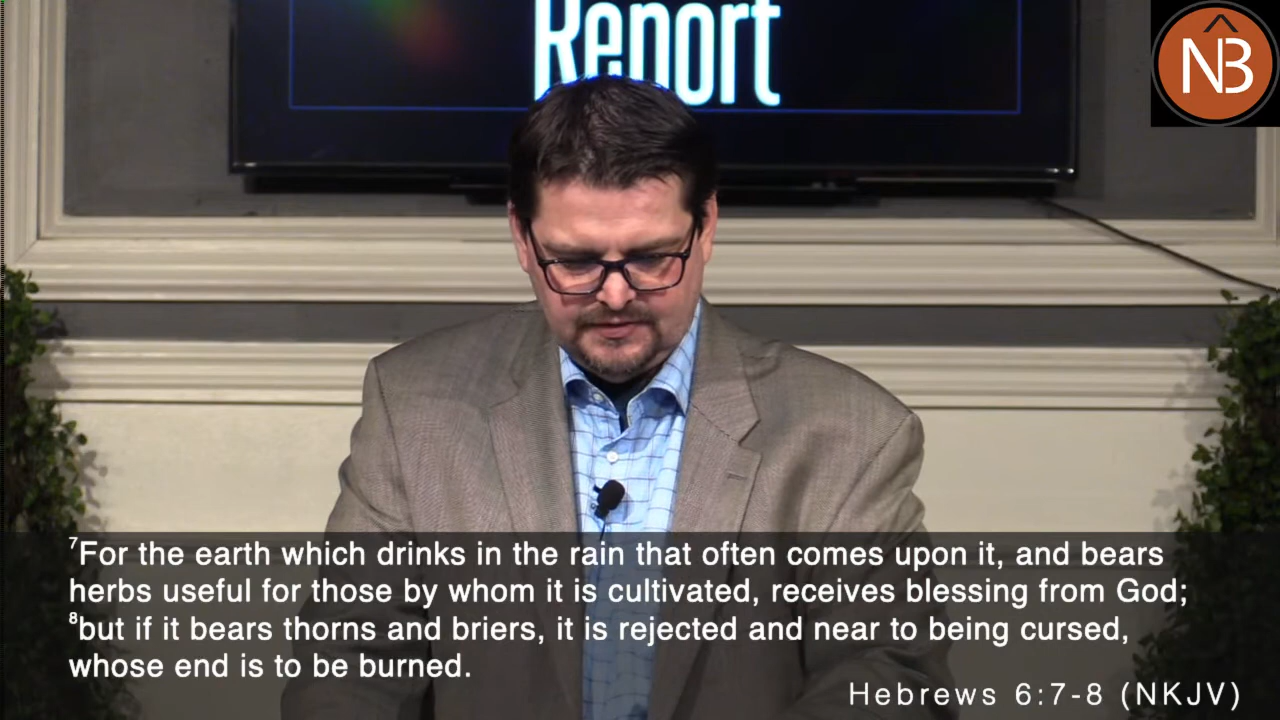 Report
NB
⁷For the earth which drinks in the rain that often comes upon it, and bears
herbs useful for those by whom it is cultivated, receives blessing from God;
⁸but if it bears thorns and briers, it is rejected and near to being cursed,
whose end is to be burned.
Hebrews 6:7-8 (NKJV)